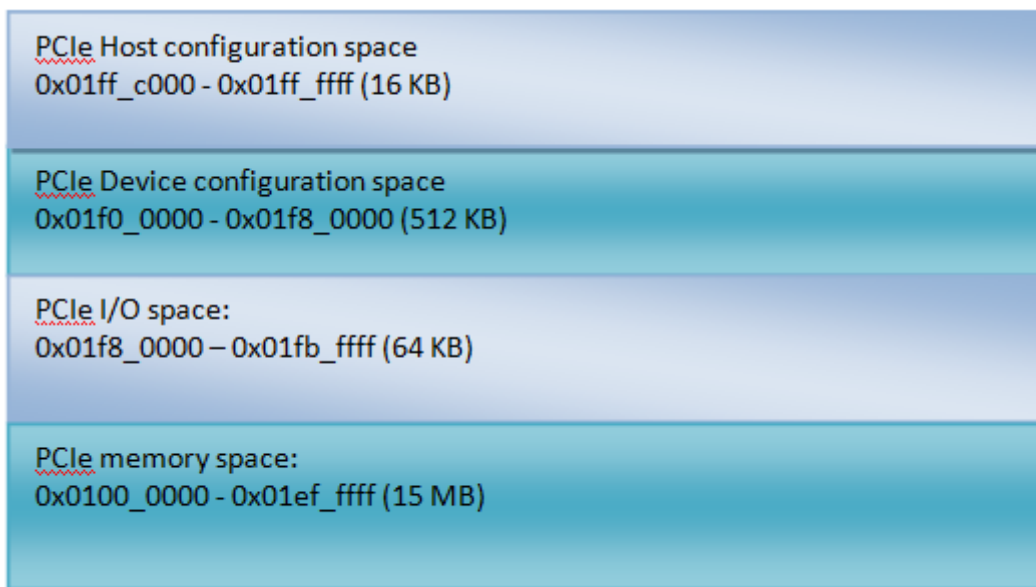 PCIe Host configuration space
0x01ff_c000 - 0x01ff_ffff (16 KB)
PCIe Device configuration space
0x01f0_0000 - 0x01f8_0000 (512 KB)
PCIe I/O space:
0x01f8_0000 – 0x01fb_ffff (64 KB)
PCIe memory space:
0x0100_0000 - 0x01ef_ffff (15 MB)